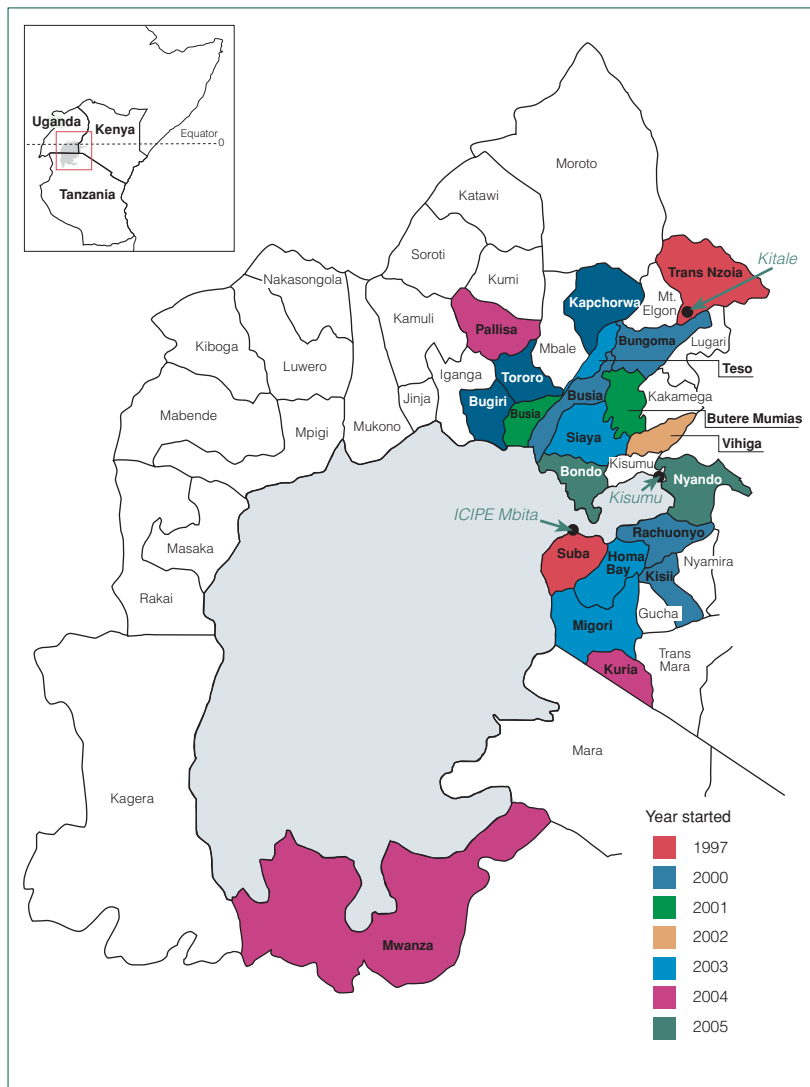 Uganda
Kenya
Equator
0
Tanzania
Moroto
Katawi
Soroti
Kumi
Nakasongola
Kamuli
Pallisa
Kapchorwa
Mt.
Elgon
Trans Nzoia
Kitale
Kiboga
Luwero
Iganga
Mbale
Bungoma
Lugari
Teso
Tororo
Jinja
Bugiri
Busia
Busia
Kakamega
Butere Mumias
Mabende
Mpigi
Mukono
Siaya
Vihiga
Kisumu
Bondo
Nyando
Kisumu
ICIPE Mbita
Masaka
Rakai
Suba
Homa
Bay
Rachuonyo
Nyamira
Kisii
Gucha
Migori
Kuria
Trans
Mara
Mara
Kagera
Mwanza
Year started
1997
2000
2001
2002
2003
2004
2005